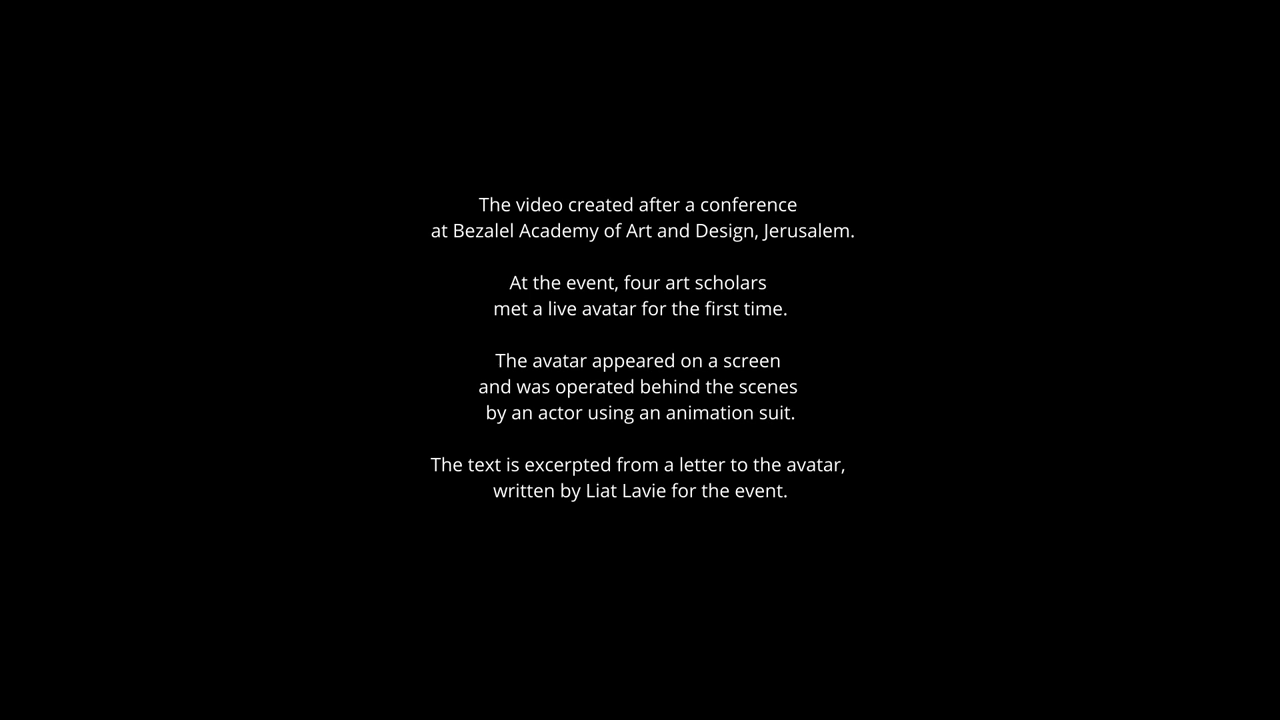 The video created after a conference
at Bezalel Academy of Art and Design, Jerusalem.
At the event, four art scholars
met a live avatar for the first time.
The avatar appeared on a screen
and was operated behind the scenes
by an actor using an animation suit.
The text is excerpted from a letter to the avatar,
written by Liat Lavie for the event.